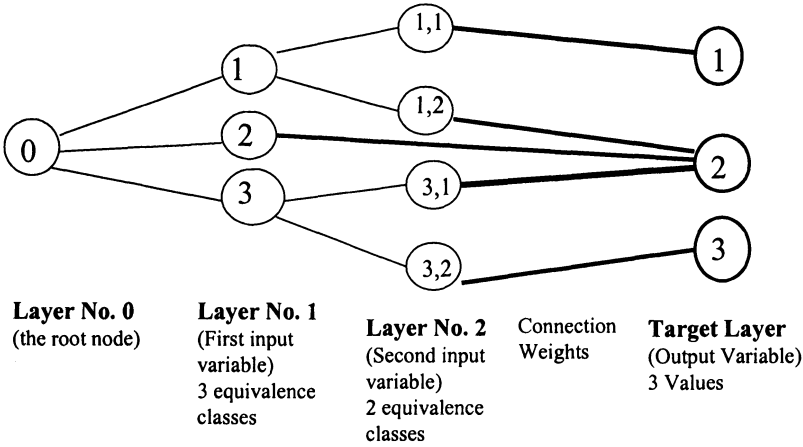 0
1
2
3
1,1
1,2
3,1
3,2
1
2
3
Layer No. 0
(the root node)
Layer No. 1
(First input
variable)
3 equivalence
classes
Layer No. 2
(Second input
variable)
2 equivalence
classes
Connection
Weights
Target Layer
(Output Variable)
3 Values